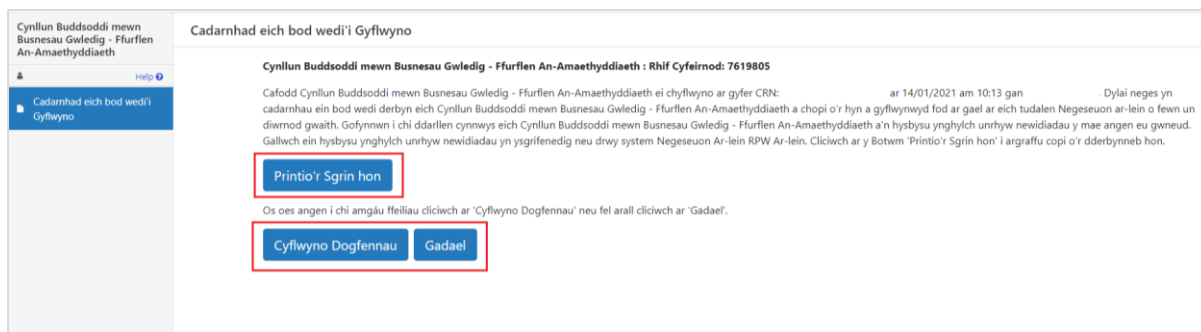 Cynllun Buddsoddi mewn
Busnesau Gwledig - Ffurflen
An-Amaethyddiaeth
Help
Cadarnhad eich bod wedi'i
Gyflwyno
Cadarnhad eich bod wedi'i Gyflwyno
Cynllun Buddsoddi mewn Busnesau Gwledig - Ffurflen An-Amaethyddiaeth : Rhif Cyfeirnod: 7619805
Cafodd Cynllun Buddsoddi mewn Busnesau Gwledig - Ffurflen An-Amaethyddiaeth ei chyflwyno ar gyfer CRN: ar 14/01/2021 am 10:13 gan . Dylai neges yn
cadarnhau ein bod wedi derbyn eich Cynllun Buddsoddi mewn Busnesau Gwledig - Ffurflen An-Amaethyddiaeth a chopi o'r hyn a gyflwynwyd fod ar gael ar eich tudalen Negeseuon ar-lein o fewn un
diwrnod gwaith. Gofynnwn i chi ddarllen cynnwys eich Cynllun Buddsoddi mewn Busnesau Gwledig - Ffurflen An-Amaethyddiaeth a'n hysbysu ynghylch unrhyw newidiadau y mae angen eu gwneud.
Gallwch ein hysbysu ynghylch unrhyw newidiadau yn ysgrifenedig neu drwy system Negeseuon Ar-lein RPW Ar-lein. Cliciwch ar y Botwm 'Printio'r Sgrin hon' i argraffu copi o'r dderbynneb hon.
Printio'r Sgrin hon
Os oes angen i chi amgáu ffeiliau cliciwch ar 'Cyflwyno Dogfennau' neu fel arall cliciwch ar 'Gadael'.
Cyflwyno Dogfennau Gadael